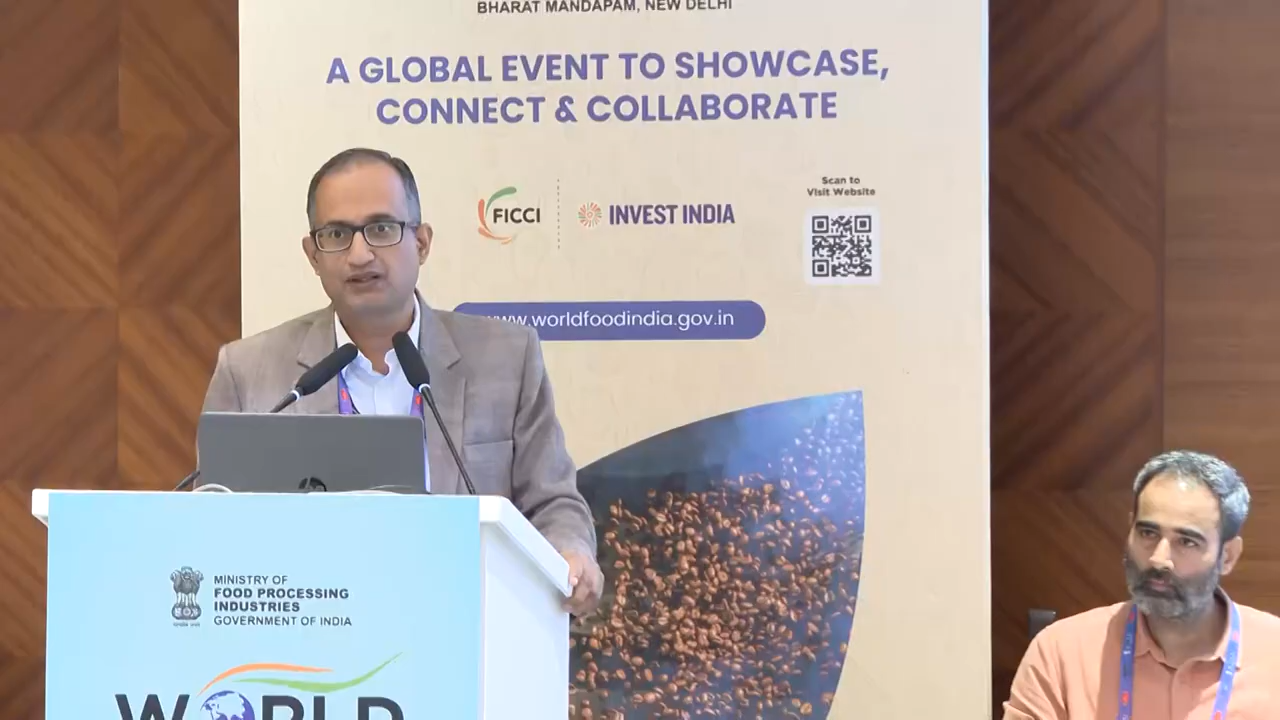 BHARAT MANDAPAM, NEW DELHI
A GLOBAL EVENT TO SHOWCASE,
CONNECT & COLLABORATE
FICCI
INVEST INDIA
Scan to
Visit Website
www.worldfoodindia.gov.in
MINISTRY OF
FOOD PROCESSING
INDUSTRIES
GOVERNMENT OF INDIA
WORLD